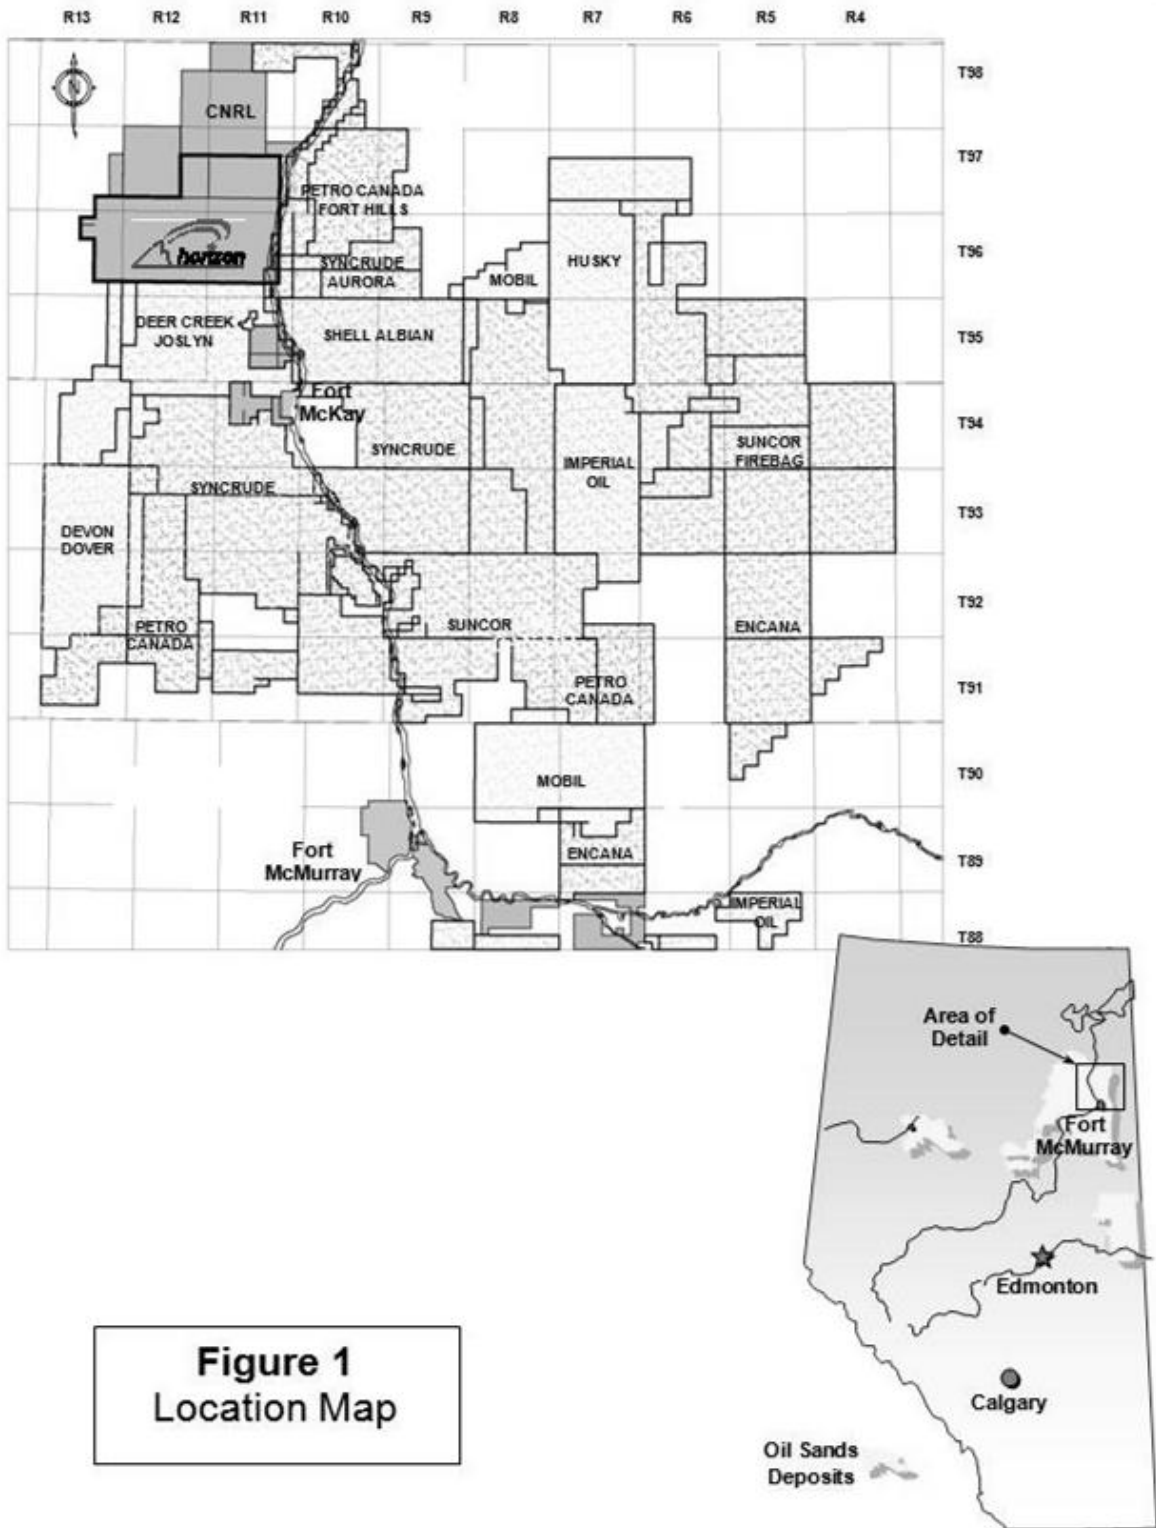 R13 R12 R11 R10 R9 R8 R7 R6 R5 R4
T98
N
CNRL
T97
PETRO CANADA
FORT HILLS
horizon
SYNCRUDE
AURORA
MOBIL
HUSKY
T96
DEER CREEK
JOSLYN
SHELL ALBIAN
T95
Fort
McKay
SYNCRUDE
IMPERIAL
OIL
SUNCOR
FIREBAG
T94
SYNCRUDE
DEVON
DOVER
T93
PETRO
CANADA
SUNCOR
ENCANA
T92
PETRO
CANADA
T91
MOBIL
T90
Fort
McMurray
ENCANA
T89
IMPERIAL
OIL
T88
Area of
Detail
Fort
McMurray
Edmonton
Figure 1
Location Map
Calgary
Oil Sands
Deposits